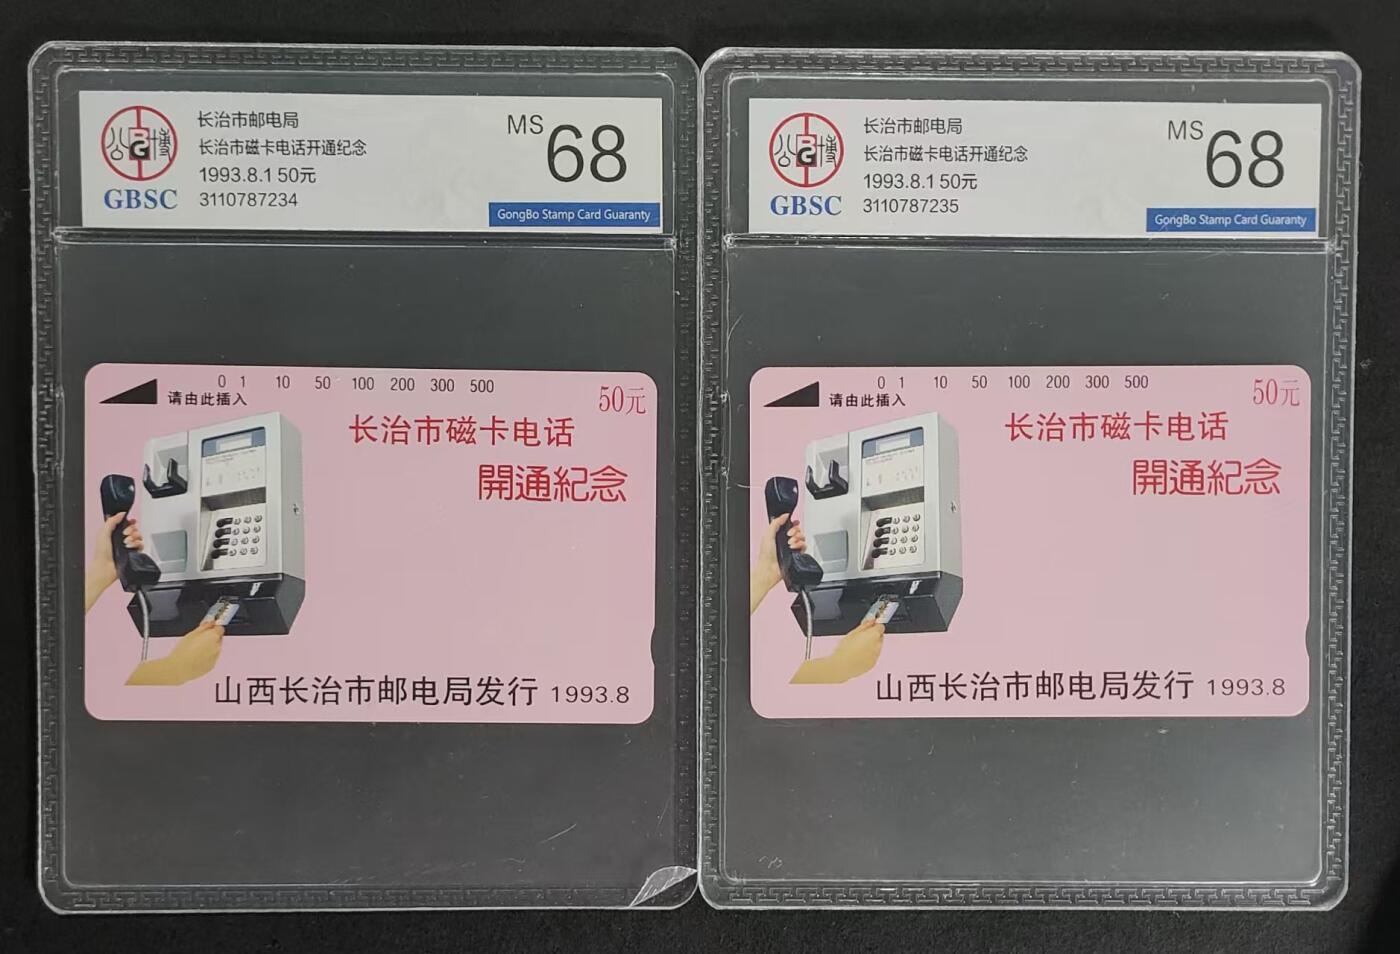 公博
BG
GBSC
长治市邮电局
长治市磁卡电话开通纪念
1993.8.1 50元
3110787234
MS 68
GongBo Stamp Card Guaranty
0 1 10 50 100 200 300 500
请由此插入
50元
长治市磁卡电话
開通紀念
山西长治市邮电局发行 1993.8
公博
BG
GBSC
长治市邮电局
长治市磁卡电话开通纪念
1993.8.1 50元
3110787235
MS 68
GongBo Stamp Card Guaranty
0 1 10 50 100 200 300 500
请由此插入
50元
长治市磁卡电话
開通紀念
山西长治市邮电局发行 1993.8